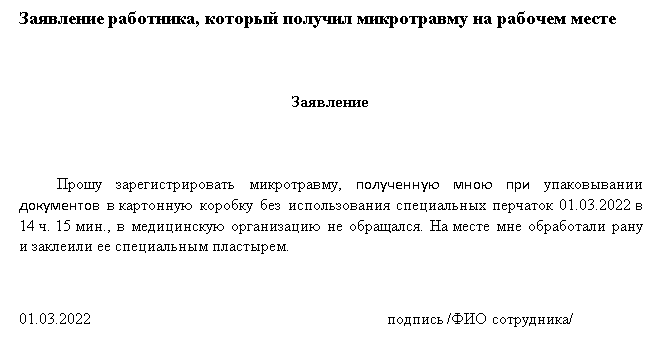 Заявление работника, который получил микротравму на рабочем месте
Заявление
Прошу зарегистрировать микротравму, полученную мною при упаковывании
документов в картонную коробку без использования специальных перчаток 01.03.2022 в
14 ч. 15 мин., в медицинскую организацию не обращался. На месте мне обработали рану
и заклеили ее специальным пластырем.
01.03.2022 подпись /ФИО сотрудника/